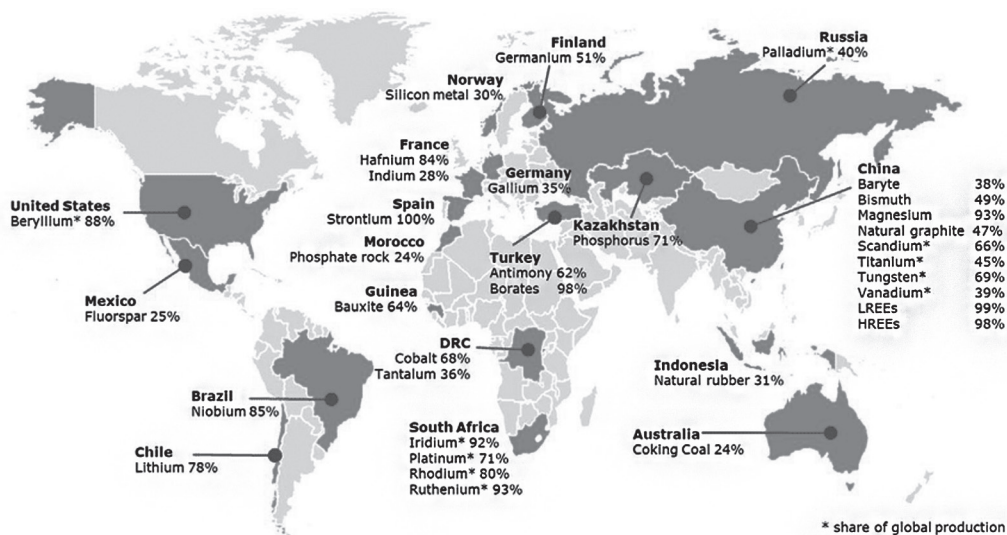 Russia
Palladium* 40%
Finland
Germanium 51%
Norway
Silicon metal 30%
France
Hafnium 84%
Indium 28%
Germany
Gallium 35%
China
Baryte 38%
Bismuth 49%
Magnesium 93%
Natural graphite 47%
Scandium* 66%
Titanium* 45%
Tungsten* 69%
Vanadium* 39%
LREEs 99%
HREEs 98%
United States
Beryllium* 88%
Spain
Strontium 100%
Kazakhstan
Phosphorus 71%
Morocco
Phosphate rock 24%
Turkey
Antimony 62%
Borates 98%
Mexico
Fluorspar 25%
Guinea
Bauxite 64%
DRC
Cobalt 68%
Tantalum 36%
Indonesia
Natural rubber 31%
Brazil
Niobium 85%
South Africa
Iridium* 92%
Platinum* 71%
Rhodium* 80%
Ruthenium* 93%
Australia
Coking Coal 24%
Chile
Lithium 78%
* share of global production